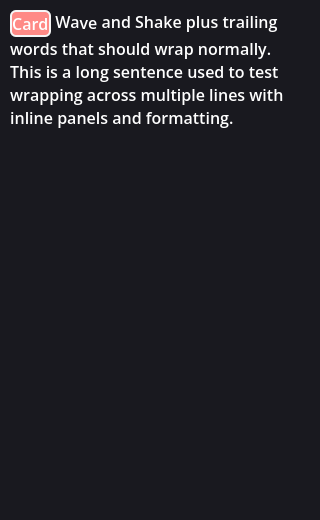 Card Wave and Shake plus trailing
words that should wrap normally.
This is a long sentence used to test
wrapping across multiple lines with
inline panels and formatting.